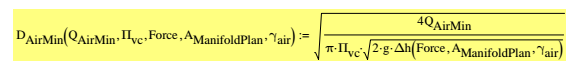 D_AirMin(Q_AirMin, Π_vc, Force, A_ManifoldPlan, γ_air) := √(4Q_AirMin / (π·Π_vc·√(2·g·Δh(Force, A_ManifoldPlan, γ_air))))